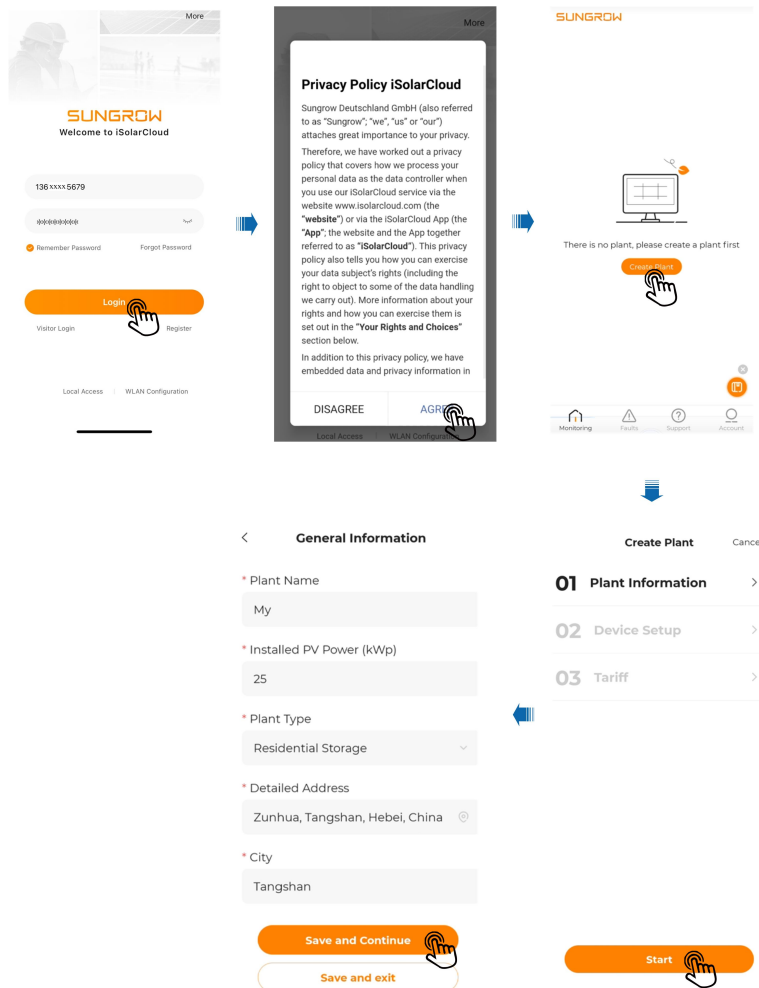 More
SUNGROW
Welcome to iSolarCloud
136 xxxx 5679
********
Remember Password Forgot Password
Login
Visitor Login Register
Local Access WLAN Configuration
More
Privacy Policy iSolarCloud
Sungrow Deutschland GmbH (also referred
to as “Sungrow”; “we”, “us” or “our”)
attaches great importance to your privacy.
Therefore, we have worked out a privacy
policy that covers how we process your
personal data as the data controller when
you use our iSolarCloud service via the
website www.isolarcloud.com (the
“website”) or via the iSolarCloud App (the
“App”; the website and the App together
referred to as “iSolarCloud”). This privacy
policy also tells you how you can exercise
your data subject's rights (including the
right to object to some of the data handling
we carry out). More information about your
rights and how you can exercise them is
set out in the “Your Rights and Choices”
section below.
In addition to this privacy policy, we have
embedded data and privacy information in
DISAGREE AGREE
Local Access WLAN Configuration
SUNGROW
There is no plant, please create a plant first
Create Plant
Monitoring Faults Support Account
Create Plant Cance
01 Plant Information
02 Device Setup
03 Tariff
Start
General Information
* Plant Name
My
* Installed PV Power (kWp)
25
* Plant Type
Residential Storage
* Detailed Address
Zunhua, Tangshan, Hebei, China
* City
Tangshan
Save and Continue
Save and exit